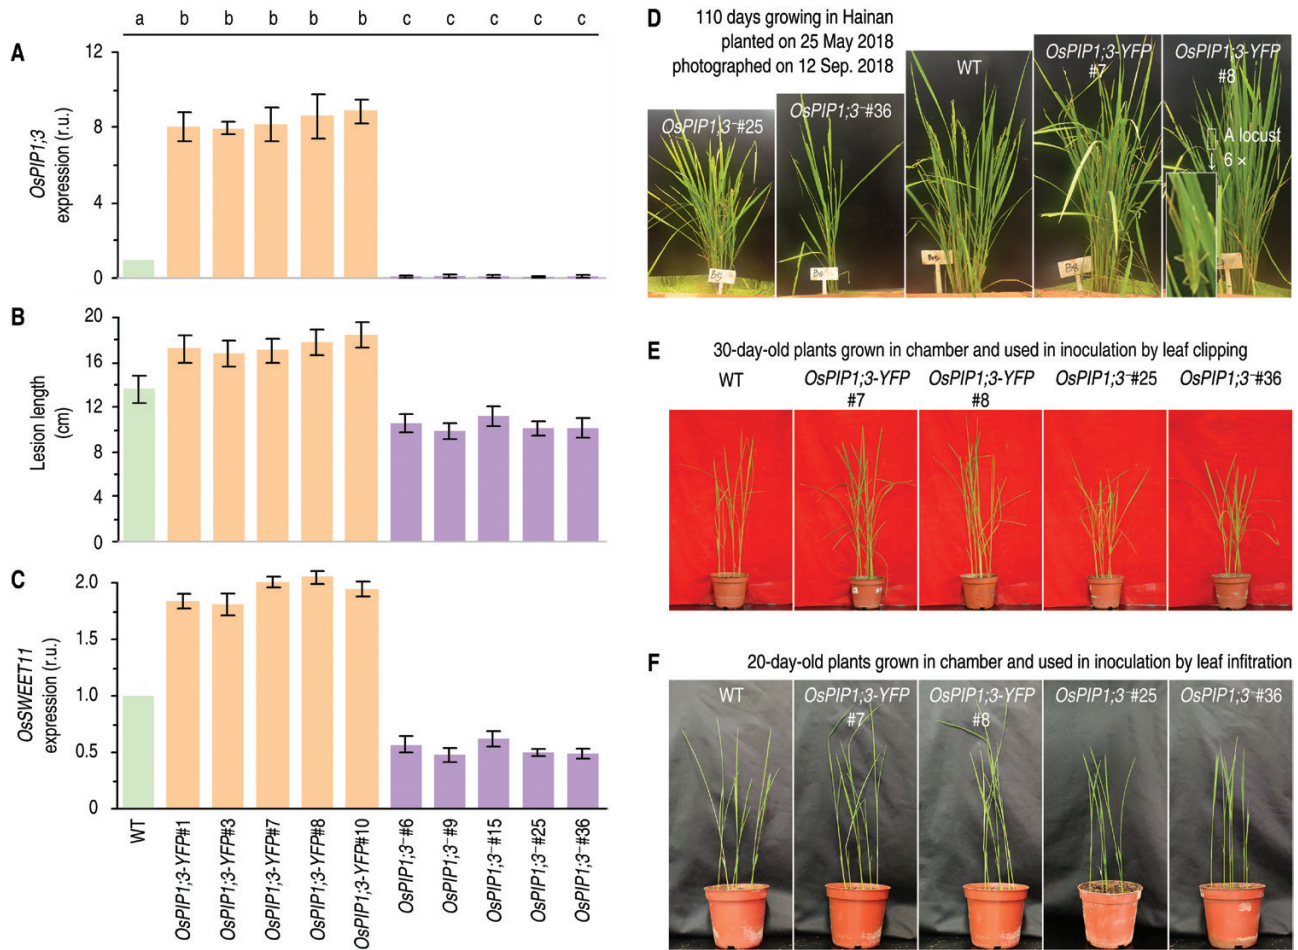 a b b b b b c c c c c
A
12
8
4
0
OsPIP1;3
expression (r.u.)
B
20
16
12
8
4
0
Lesion length
(cm)
C
2.0
1.5
1.0
0.5
0
OsSWEET11
expression (r.u.)
WT
OsPIP1;3-YFP#1
OsPIP1;3-YFP#3
OsPIP1;3-YFP#7
OsPIP1;3-YFP#8
OsPIP1;3-YFP#10
OsPIP1;3⁻#6
OsPIP1;3⁻#9
OsPIP1;3⁻#15
OsPIP1;3⁻#25
OsPIP1;3⁻#36
D
110 days growing in Hainan
planted on 25 May 2018
photographed on 12 Sep. 2018
OsPIP1;3⁻#25
OsPIP1;3⁻#36
WT
OsPIP1;3-YFP
#7
OsPIP1;3-YFP
#8
A locust
6 ×
B5
B6
B8
E
30-day-old plants grown in chamber and used in inoculation by leaf clipping
WT
OsPIP1;3-YFP
#7
OsPIP1;3-YFP
#8
OsPIP1;3⁻#25
OsPIP1;3⁻#36
F
20-day-old plants grown in chamber and used in inoculation by leaf infitration
WT
OsPIP1;3-YFP
#7
OsPIP1;3-YFP
#8
OsPIP1;3⁻#25
OsPIP1;3⁻#36